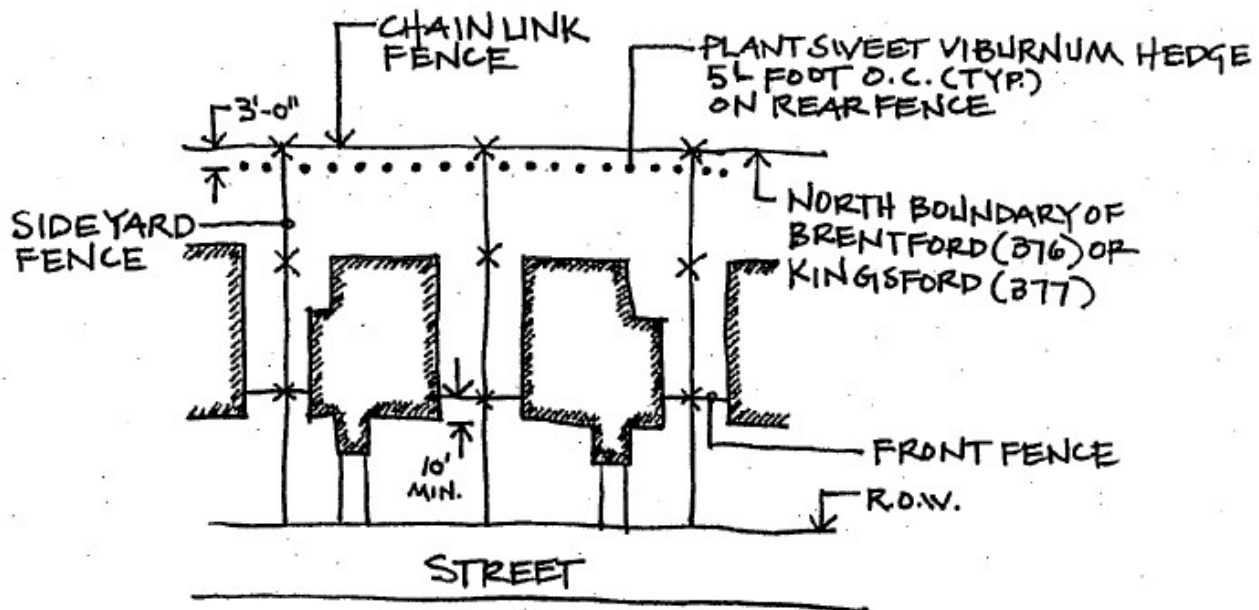 CHAIN LINK
FENCE
PLANT SWEET VIBURNUM HEDGE
5' FOOT O.C. (TYP.)
ON REAR FENCE
3'-0"
SIDEYARD
FENCE
NORTH BOUNDARY OF
BRENTFORD (376) OR
KINGSFORD (377)
10'
MIN.
FRONT FENCE
R.O.W.
STREET